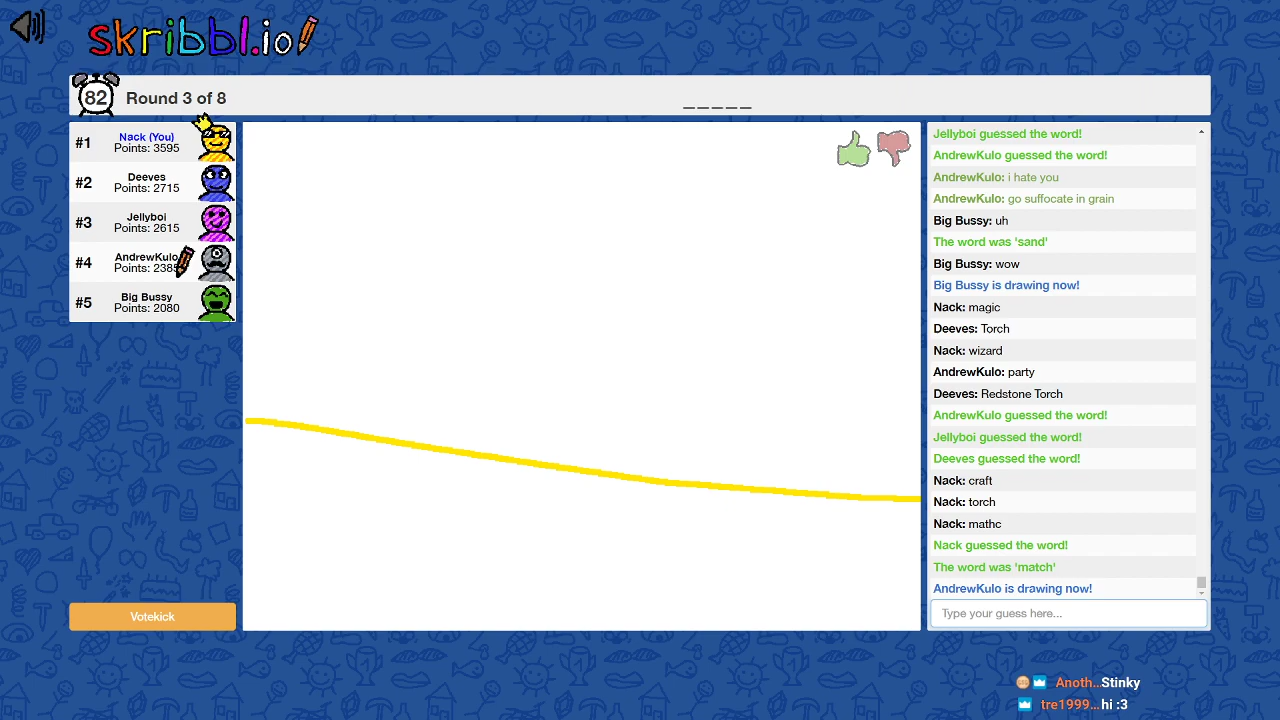 skribbl.io
82 Round 3 of 8 _ _ _ _ _
#1 Nack (You)
Points: 3595
#2 Deeves
Points: 2715
#3 Jellyboi
Points: 2615
#4 AndrewKulo
Points: 2385
#5 Big Bussy
Points: 2080
Votekick
Jellyboi guessed the word!
AndrewKulo guessed the word!
AndrewKulo: i hate you
AndrewKulo: go suffocate in grain
Big Bussy: uh
The word was 'sand'
Big Bussy: wow
Big Bussy is drawing now!
Nack: magic
Deeves: Torch
Nack: wizard
AndrewKulo: party
Deeves: Redstone Torch
AndrewKulo guessed the word!
Jellyboi guessed the word!
Deeves guessed the word!
Nack: craft
Nack: torch
Nack: mathc
Nack guessed the word!
The word was 'match'
AndrewKulo is drawing now!
Type your guess here...
Anoth...Stinky
tre1999...hi :3